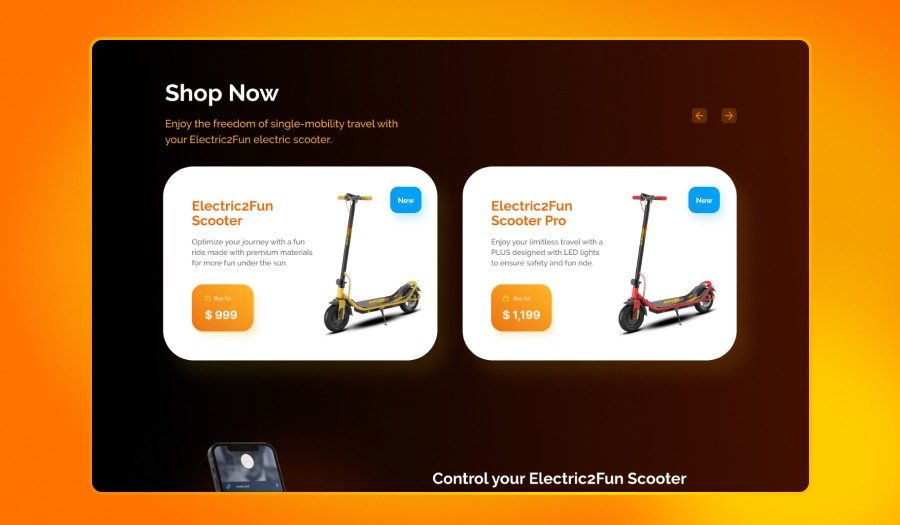 Shop Now
Enjoy the freedom of single-mobility travel with
your Electric2Fun electric scooter.
Electric2Fun
Scooter
New
Optimize your journey with a fun
ride made with premium materials
for more fun under the sun.
Buy for
$ 999
Electric2Fun
Scooter Pro
New
Enjoy your limitless travel with a
PLUS designed with LED lights
to ensure safety and fun ride.
Buy for
$ 1,199
Control your Electric2Fun Scooter